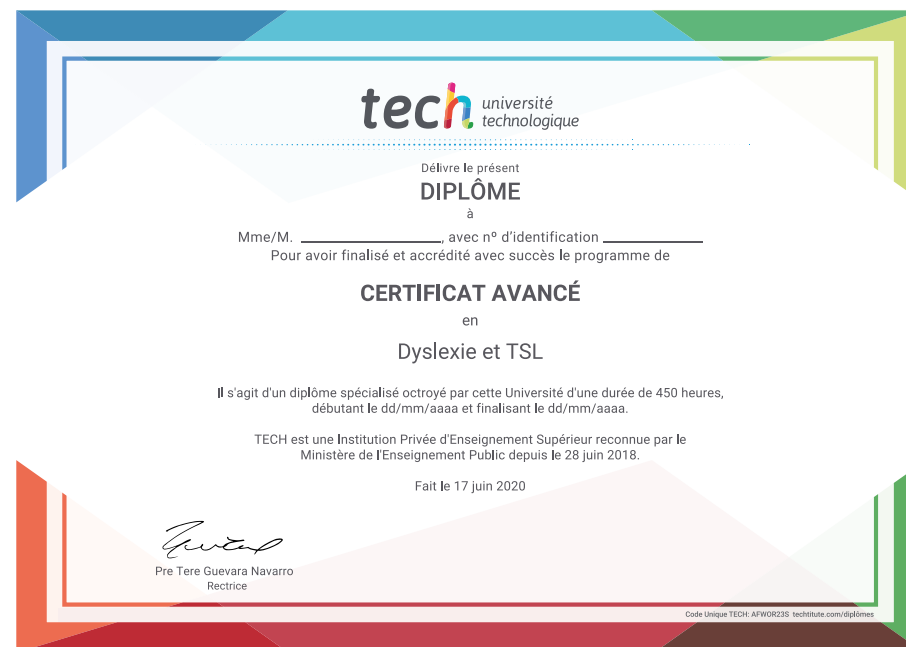 tech université
technologique
Délivre le présent
DIPLÔME
à
Mme/M. ____________________, avec nº d'identification ______________
Pour avoir finalisé et accrédité avec succès le programme de
CERTIFICAT AVANCÉ
en
Dyslexie et TSL
Il s'agit d'un diplôme spécialisé octroyé par cette Université d'une durée de 450 heures,
débutant le dd/mm/aaaa et finalisant le dd/mm/aaaa.
TECH est une Institution Privée d'Enseignement Supérieur reconnue par le
Ministère de l'Enseignement Public depuis le 28 juin 2018.
Fait le 17 juin 2020
Pre Tere Guevara Navarro
Rectrice
Code Unique TECH: AFWOR23S techtitute.com/diplômes